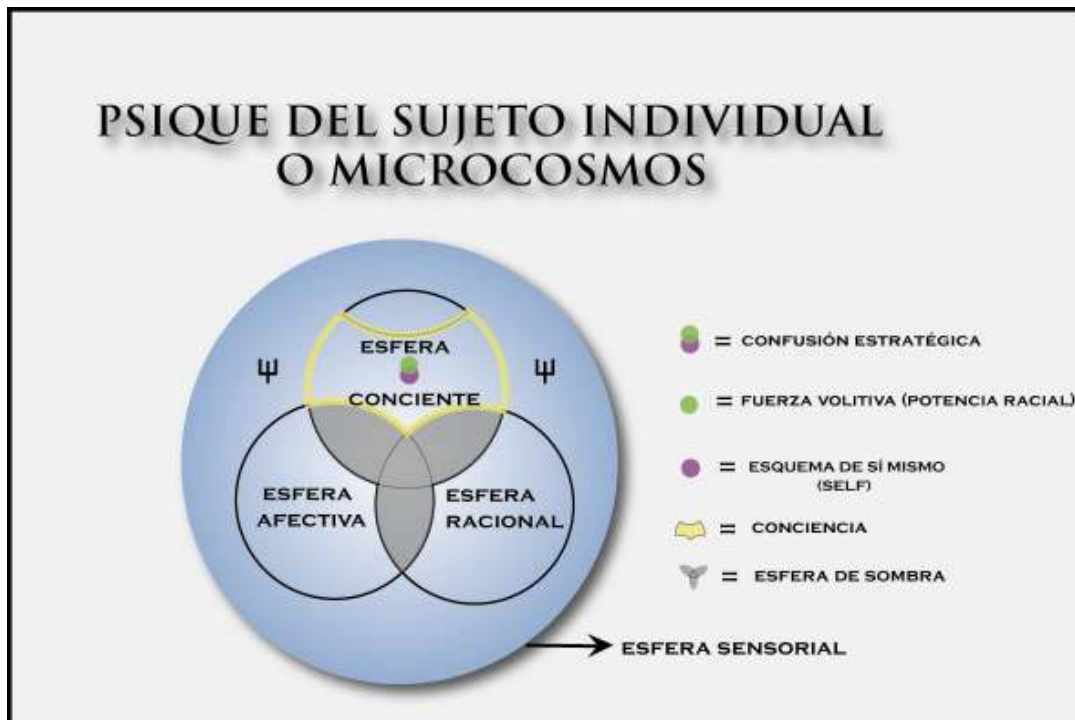 PSIQUE DEL SUJETO INDIVIDUAL
O MICROCOSMOS
ESFERA
CONCIENTE
Ψ Ψ
ESFERA
AFECTIVA
ESFERA
RACIONAL
= CONFUSIÓN ESTRATÉGICA
= FUERZA VOLITIVA (POTENCIA RACIAL)
= ESQUEMA DE SÍ MISMO
(SELF)
= CONCIENCIA
= ESFERA DE SOMBRA
ESFERA SENSORIAL